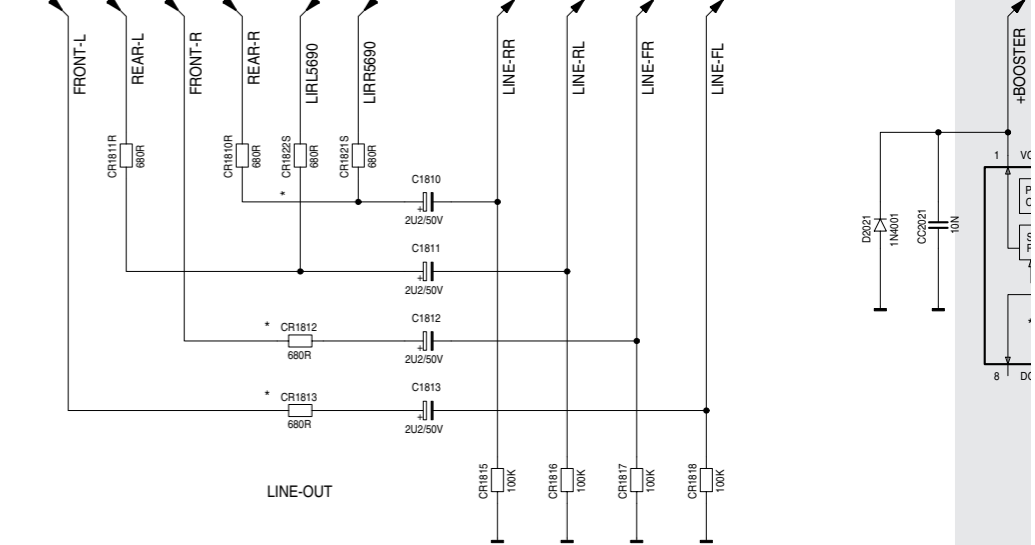 FRONT-L
REAR-L
FRONT-R
REAR-R
LIRL5690
LIRR5690
LINE-RR
LINE-RL
LINE-FR
LINE-FL
+BOOSTER
CR1811R
680R
CR1810R
680R
CR1822S
680R
CR1821S
680R
*
C1810
+
2U2/50V
C1811
+
2U2/50V
* CR1812
680R
C1812
+
2U2/50V
* CR1813
680R
C1813
+
2U2/50V
D2021
1N4001
CC2021
10N
1
8
LINE-OUT
CR1815
100K
CR1816
100K
CR1817
100K
CR1818
100K